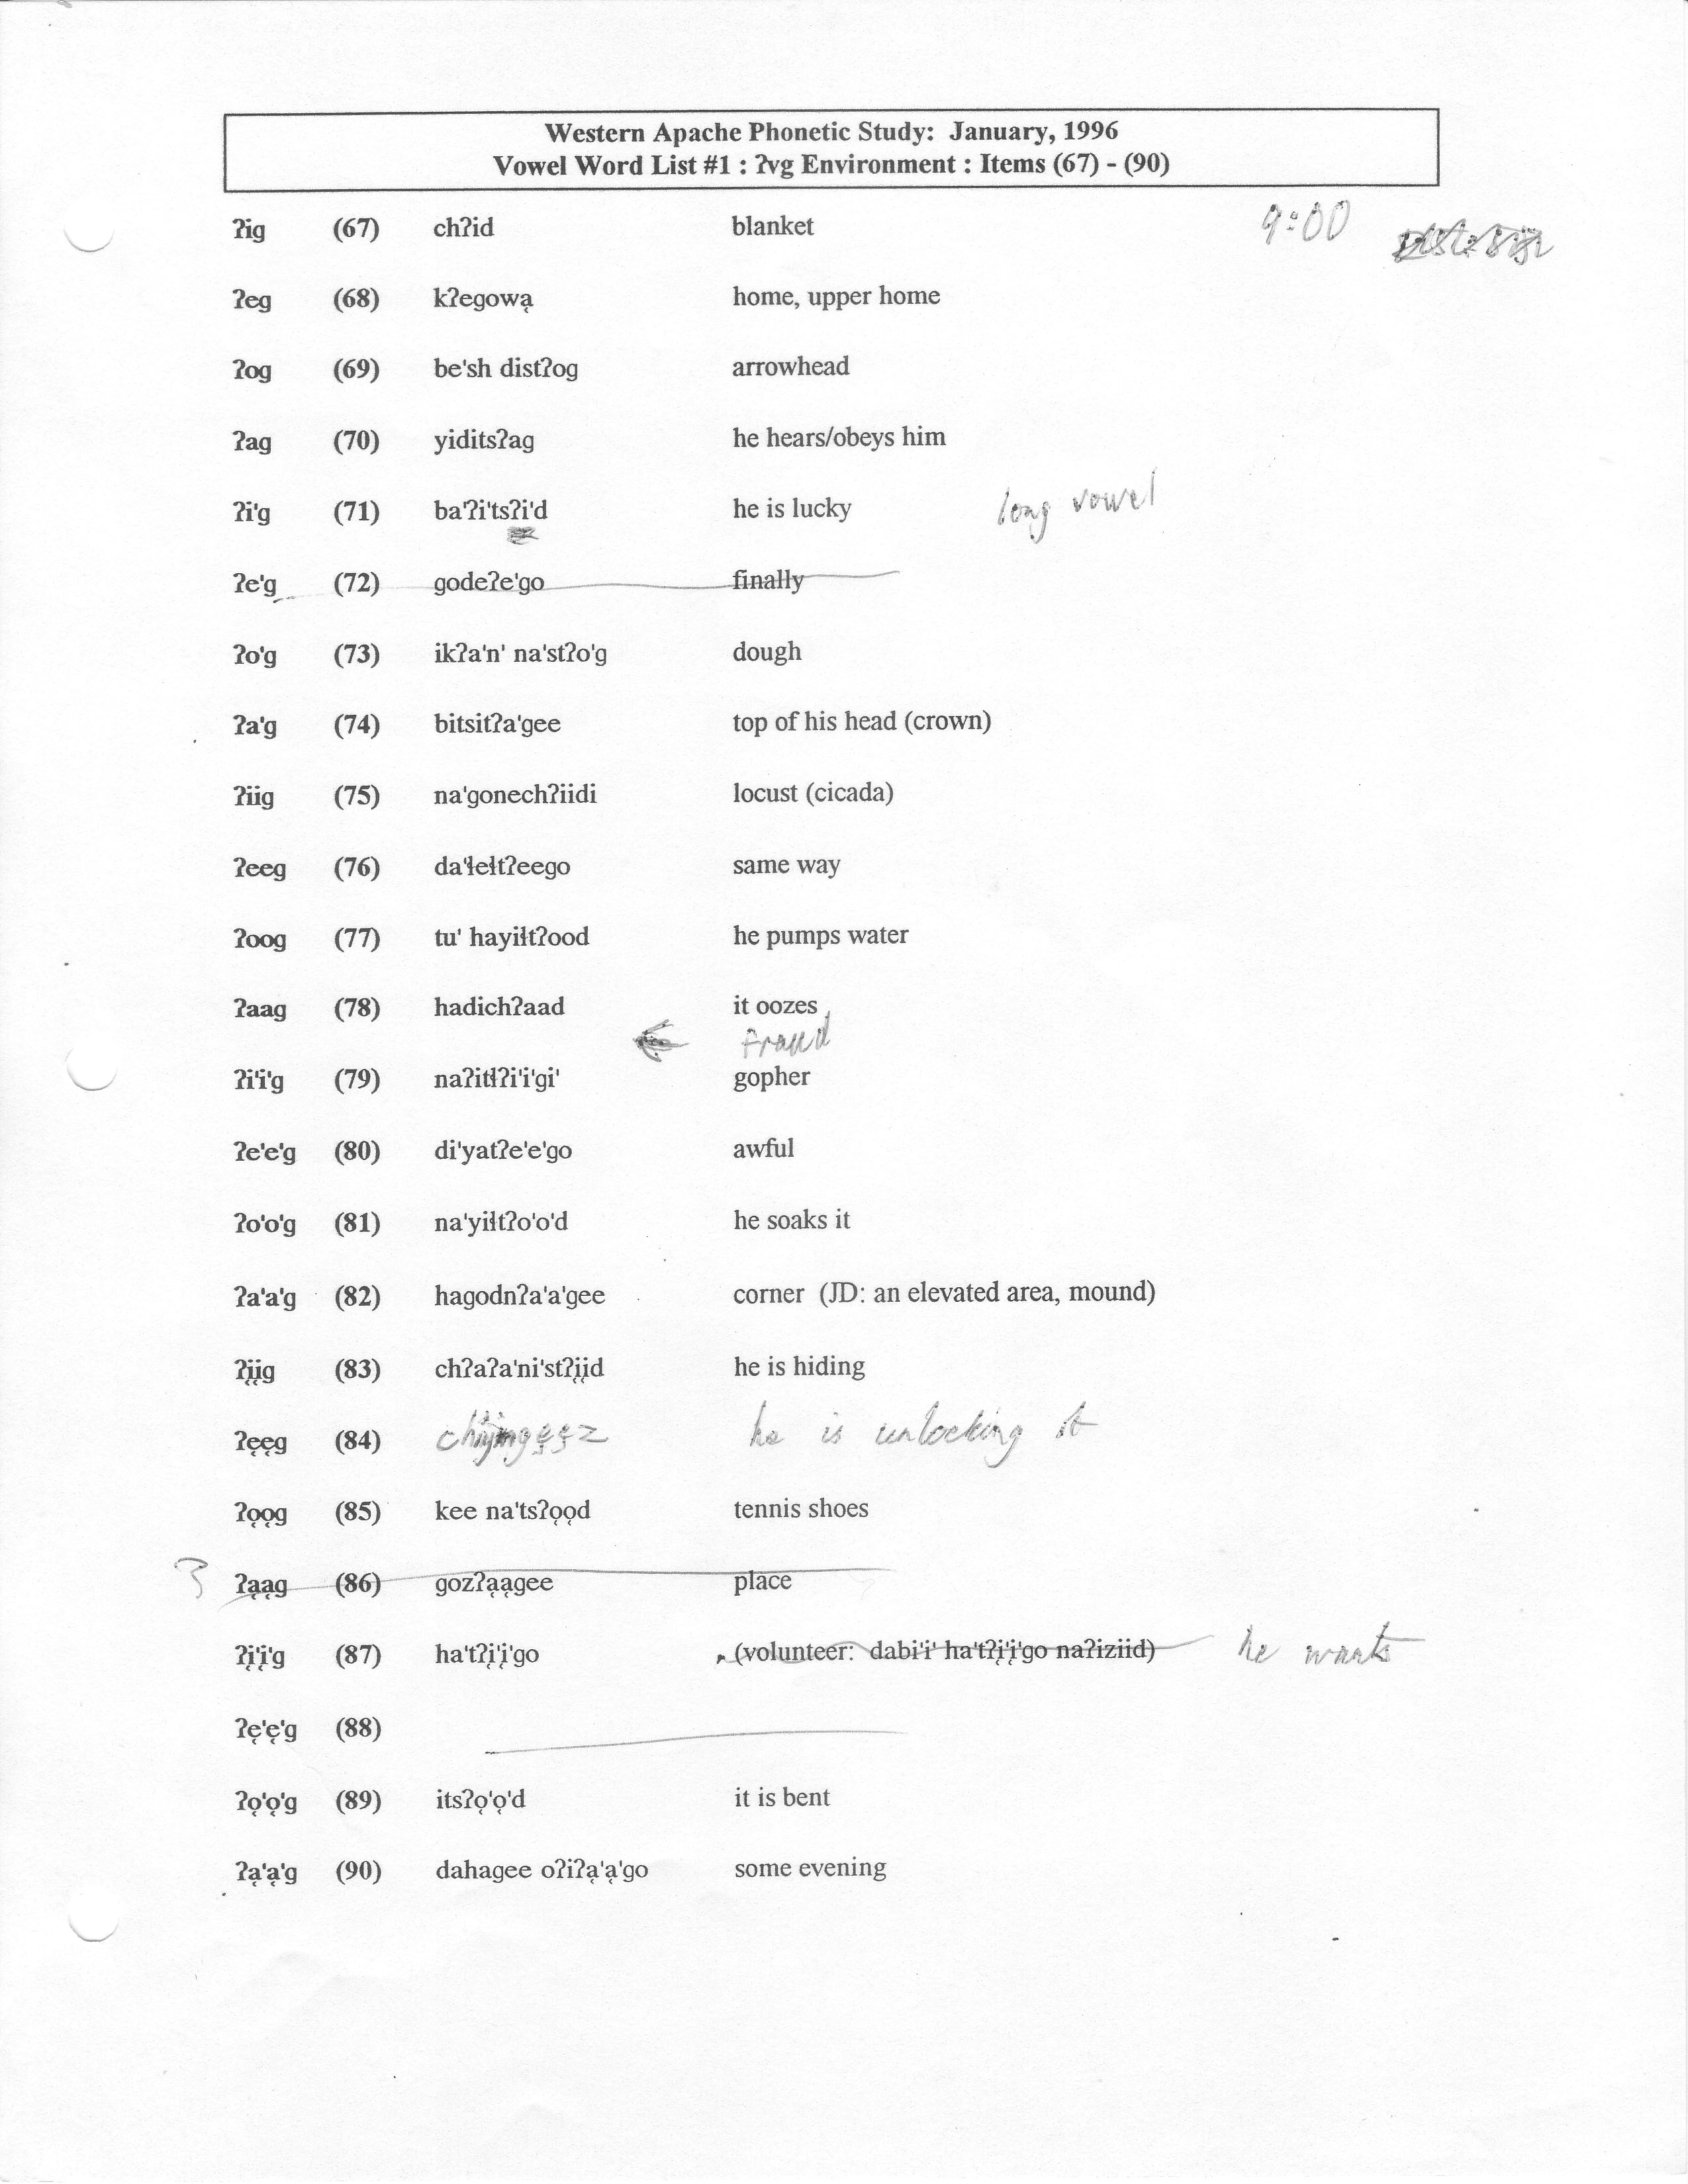 Western Apache Phonetic Study: January, 1996
Vowel Word List #1 : ʔvg Environment : Items (67) - (90)
ʔig (67) chʔid blanket 9:00
ʔeg (68) kʔegową home, upper home
ʔog (69) be'sh distʔog arrowhead
ʔag (70) yiditsʔag he hears/obeys him
ʔi'g (71) ba'ʔi'tsʔi'd he is lucky long vowel
ʔe'g (72) godeʔe'go finally
ʔo'g (73) ikʔa'n' na'stʔo'g dough
ʔa'g (74) bitsitʔa'gee top of his head (crown)
ʔiig (75) na'gonechʔiidi locust (cicada)
ʔeeg (76) da'łełtʔeego same way
ʔoog (77) tu' hayiłtʔood he pumps water
ʔaag (78) hadichʔaad it oozes
ʔi'i'g (79) naʔitłʔi'i'gi' gopher
ʔe'e'g (80) di'yatʔe'e'go awful
ʔo'o'g (81) na'yiłtʔo'o'd he soaks it
ʔa'a'g (82) hagodnʔa'a'gee corner (JD: an elevated area, mound)
ʔįįg (83) chʔaʔa'ni'stʔįįd he is hiding
ʔęęg (84) he is unlocking it
ʔǫǫg (85) kee na'tsʔǫǫd tennis shoes
ʔąąg (86) gozʔąągee place
ʔį'į'g (87) ha'tʔį'į'go (volunteer: dabi'i' ha'tʔį'į'go naʔiziid) he wants
ʔę'ę'g (88)
ʔǫ'ǫ'g (89) itsʔǫ'ǫ'd it is bent
ʔą'ą'g (90) dahagee oʔiʔą'ą'go some evening